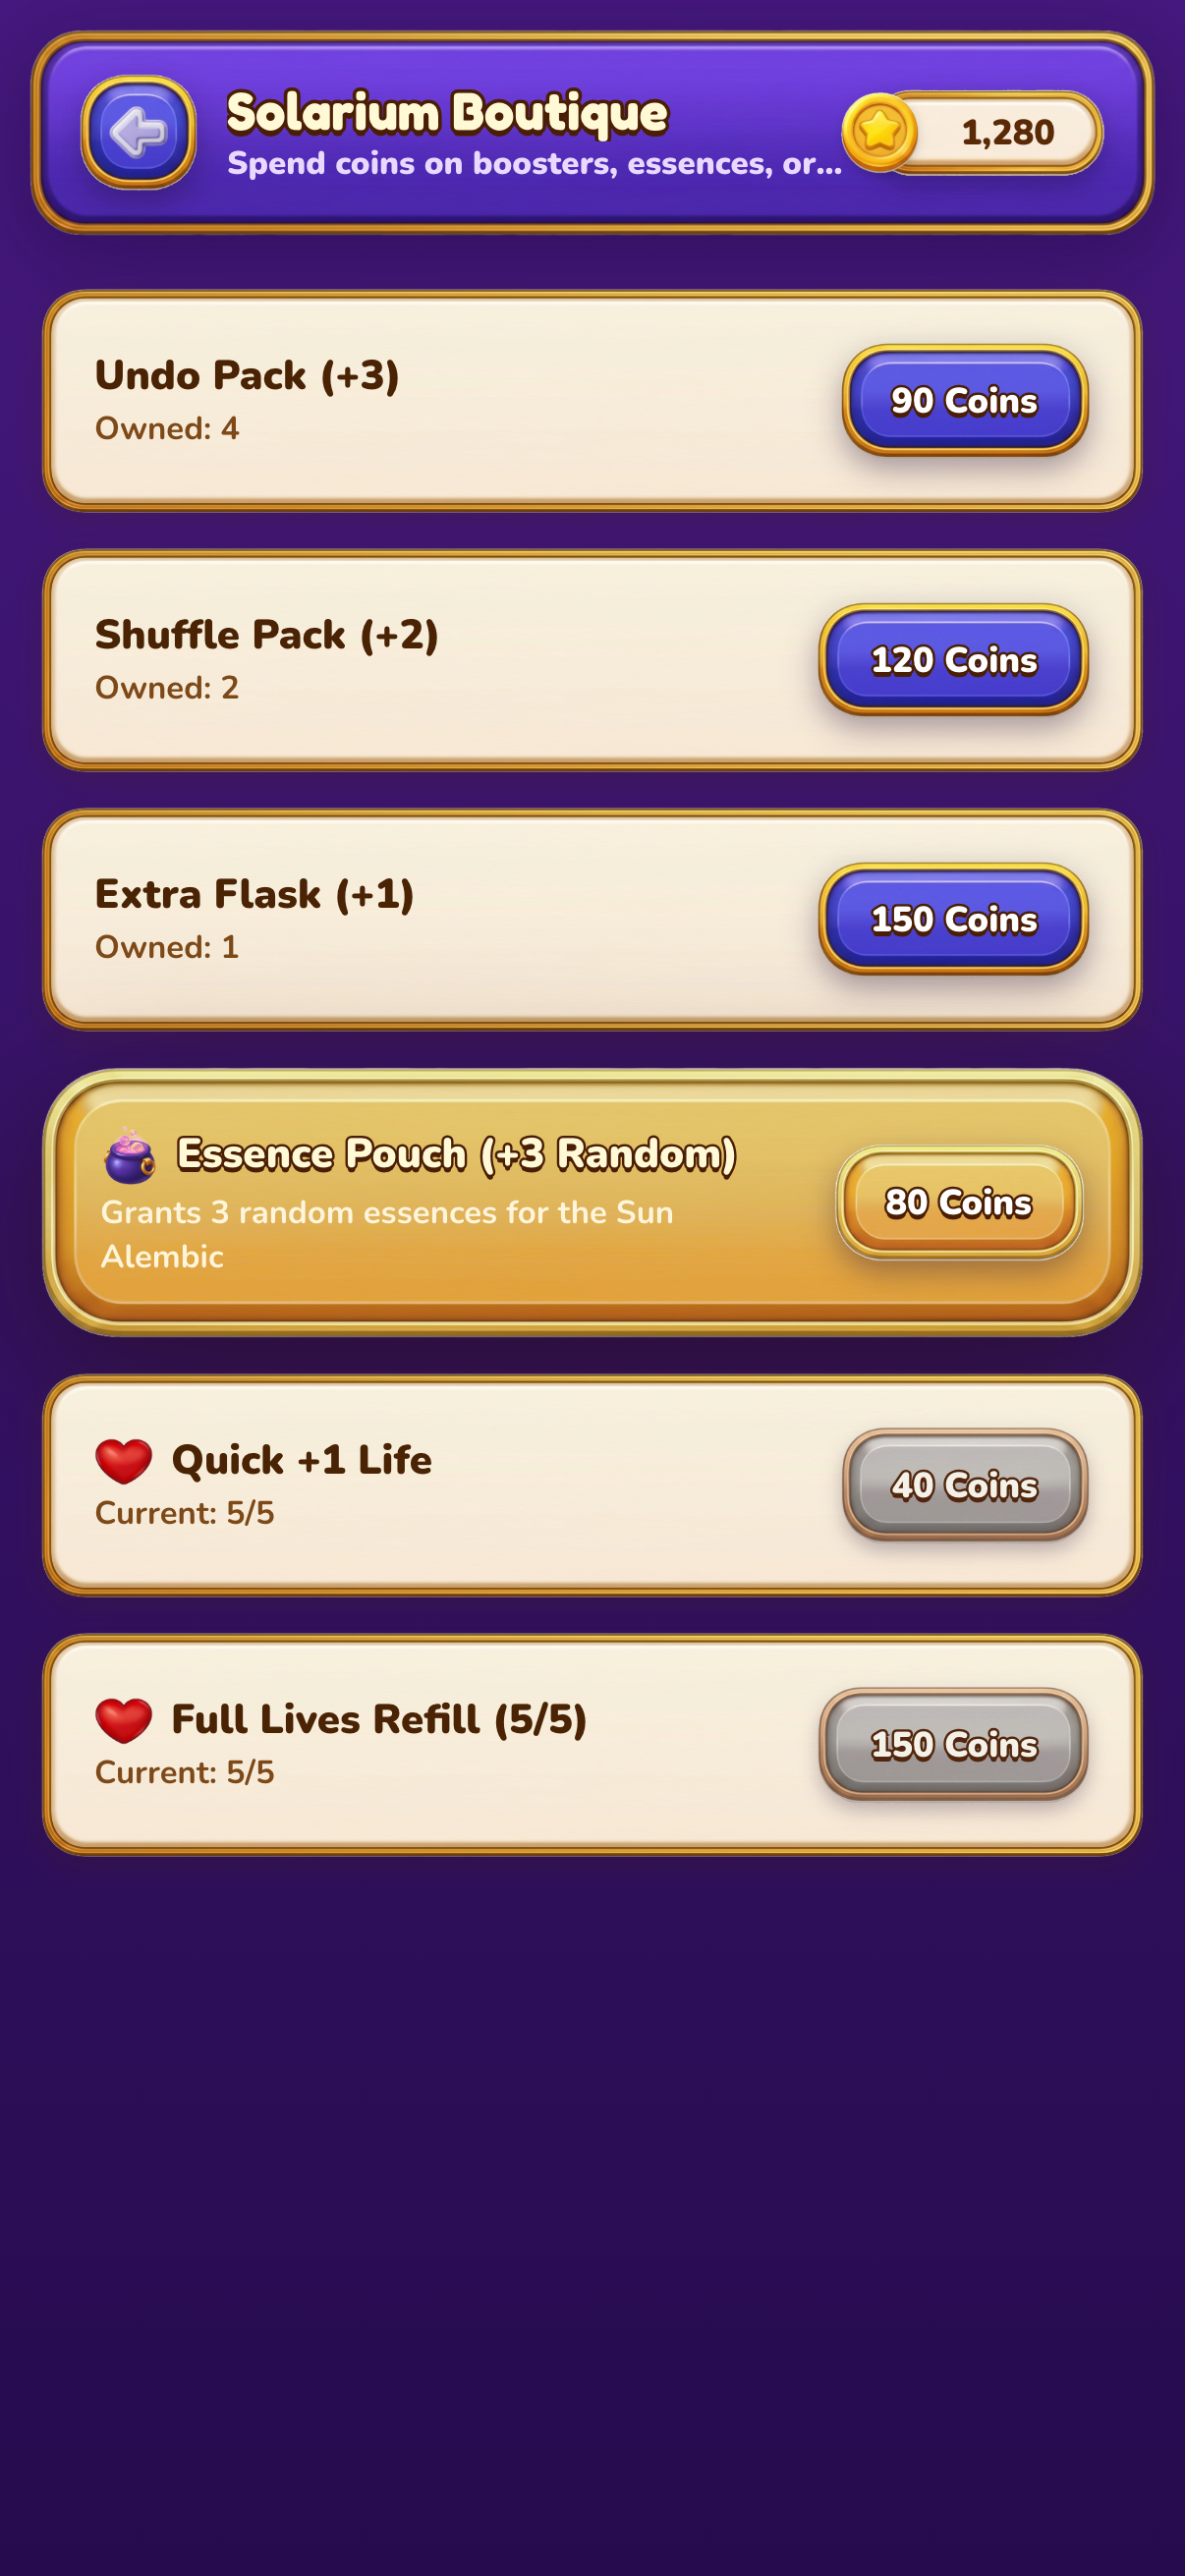 Solarium Boutique
Spend coins on boosters, essences, or...
1,280
Undo Pack (+3)
Owned: 4
90 Coins
Shuffle Pack (+2)
Owned: 2
120 Coins
Extra Flask (+1)
Owned: 1
150 Coins
Essence Pouch (+3 Random)
Grants 3 random essences for the Sun
Alembic
80 Coins
Quick +1 Life
Current: 5/5
40 Coins
Full Lives Refill (5/5)
Current: 5/5
150 Coins